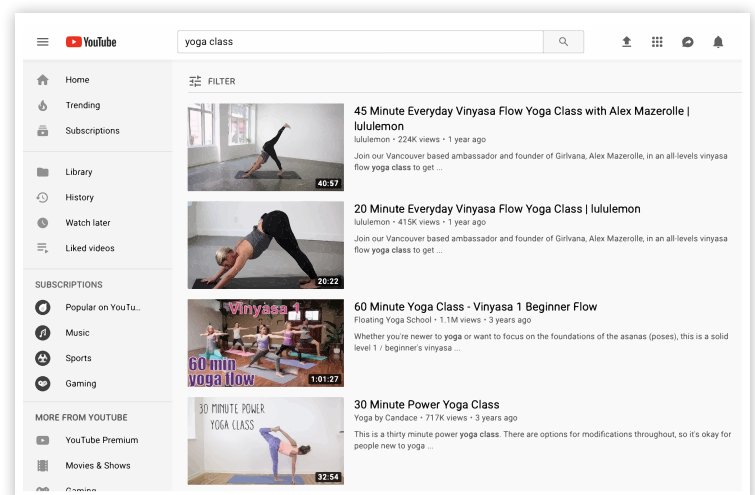 YouTube
yoga class
Home
Trending
Subscriptions
Library
History
Watch later
Liked videos
SUBSCRIPTIONS
Popular on YouTu...
Music
Sports
Gaming
MORE FROM YOUTUBE
YouTube Premium
Movies & Shows
Gaming
FILTER
40:57
45 Minute Everyday Vinyasa Flow Yoga Class with Alex Mazerolle |
lululemon
lululemon • 224K views • 1 year ago
Join our Vancouver based ambassador and founder of Girlvana, Alex Mazerolle, in an all-levels vinyasa
flow yoga class to get ...
20:22
20 Minute Everyday Vinyasa Flow Yoga Class | lululemon
lululemon • 415K views • 1 year ago
Join our Vancouver based ambassador and founder of Girlvana, Alex Mazerolle, in an all-levels vinyasa
flow yoga class to get ...
Vinyasa 1
60 min
yoga flow
1:01:27
60 Minute Yoga Class - Vinyasa 1 Beginner Flow
Floating Yoga School • 1.1M views • 3 years ago
Whether you're newer to yoga or want to focus on the foundations of the asanas (poses), this is a solid
level 1 / beginner's vinyasa ...
30 MINUTE POWER
YOGA CLASS
32:54
30 Minute Power Yoga Class
Yoga by Candace • 717K views • 3 years ago
This is a thirty minute power yoga class. There are options for modifications throughout, so it's okay for
people new to yoga ...